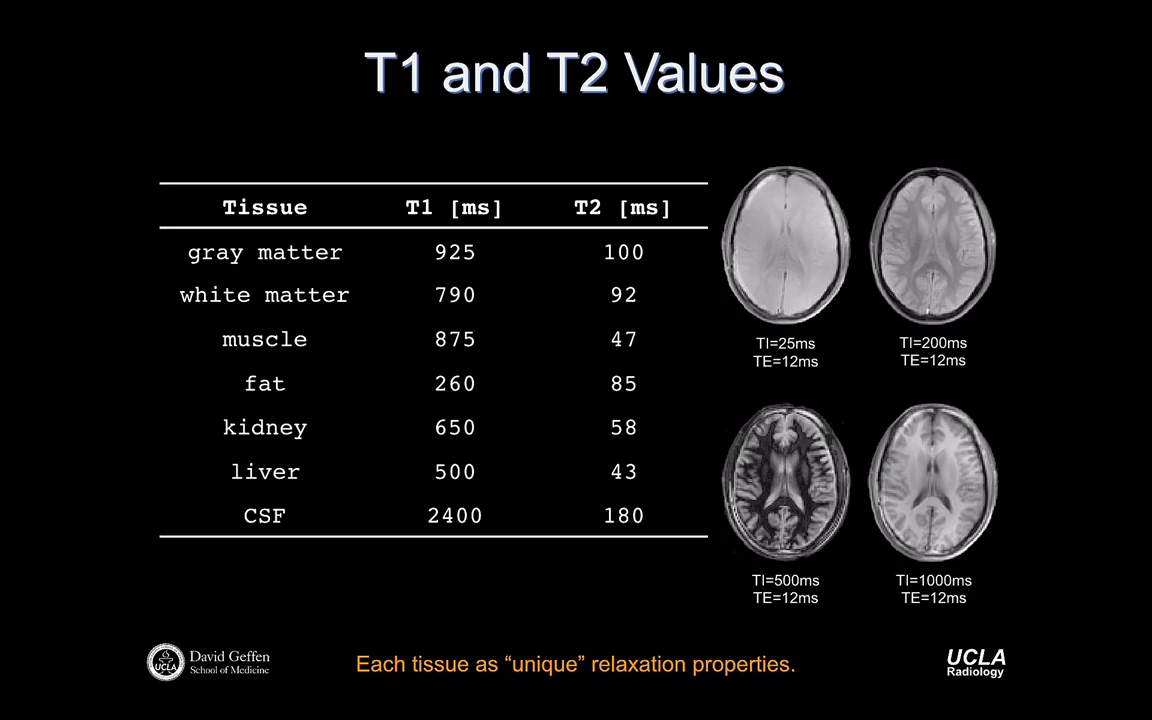 T1 and T2 Values
Tissue T1 [ms] T2 [ms]
gray matter 925 100
white matter 790 92
muscle 875 47
fat 260 85
kidney 650 58
liver 500 43
CSF 2400 180
TI=25ms
TE=12ms
TI=200ms
TE=12ms
TI=500ms
TE=12ms
TI=1000ms
TE=12ms
UCLA
David Geffen
School of Medicine
Each tissue as “unique” relaxation properties.
UCLA
Radiology